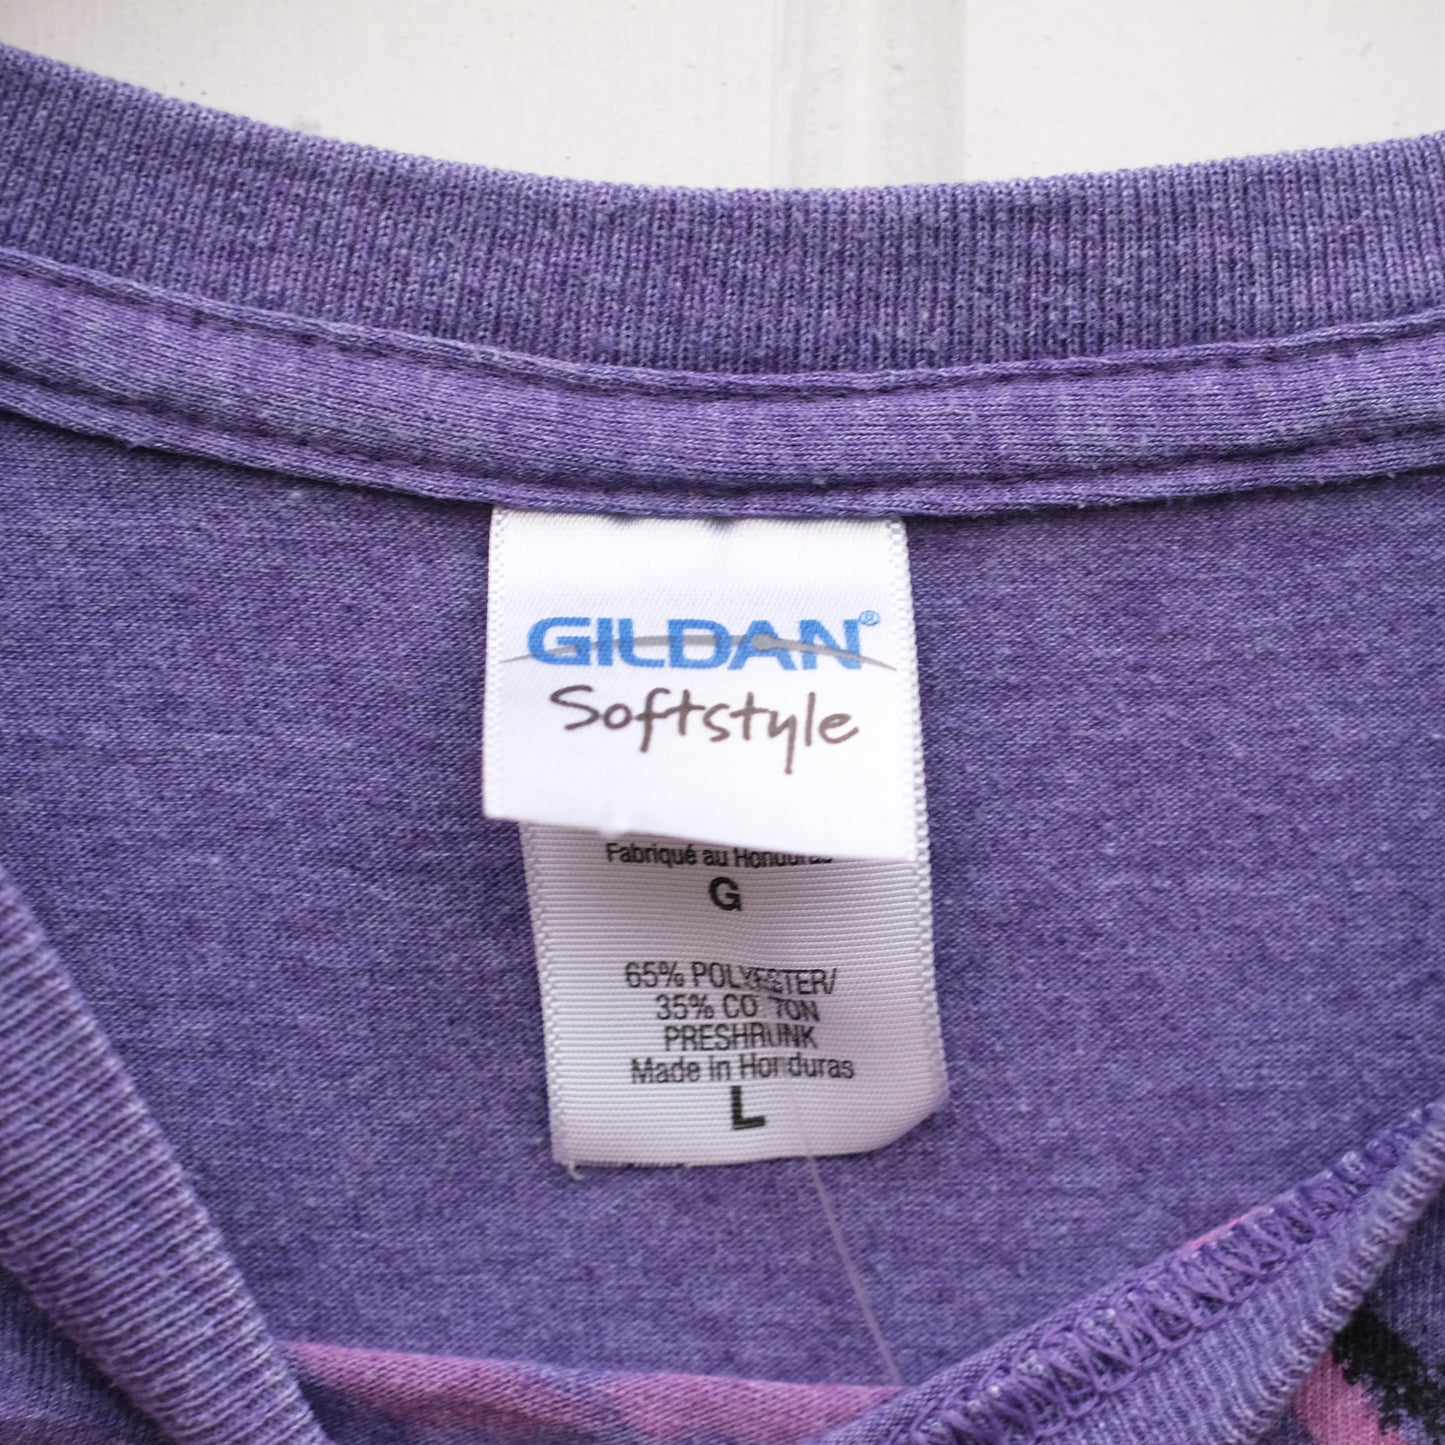 GILDAN®
Softstyle
Fabriqué au Honduras
G
65% POLYESTER/
35% COTTON
PRESHRUNK
Made in Honduras
L